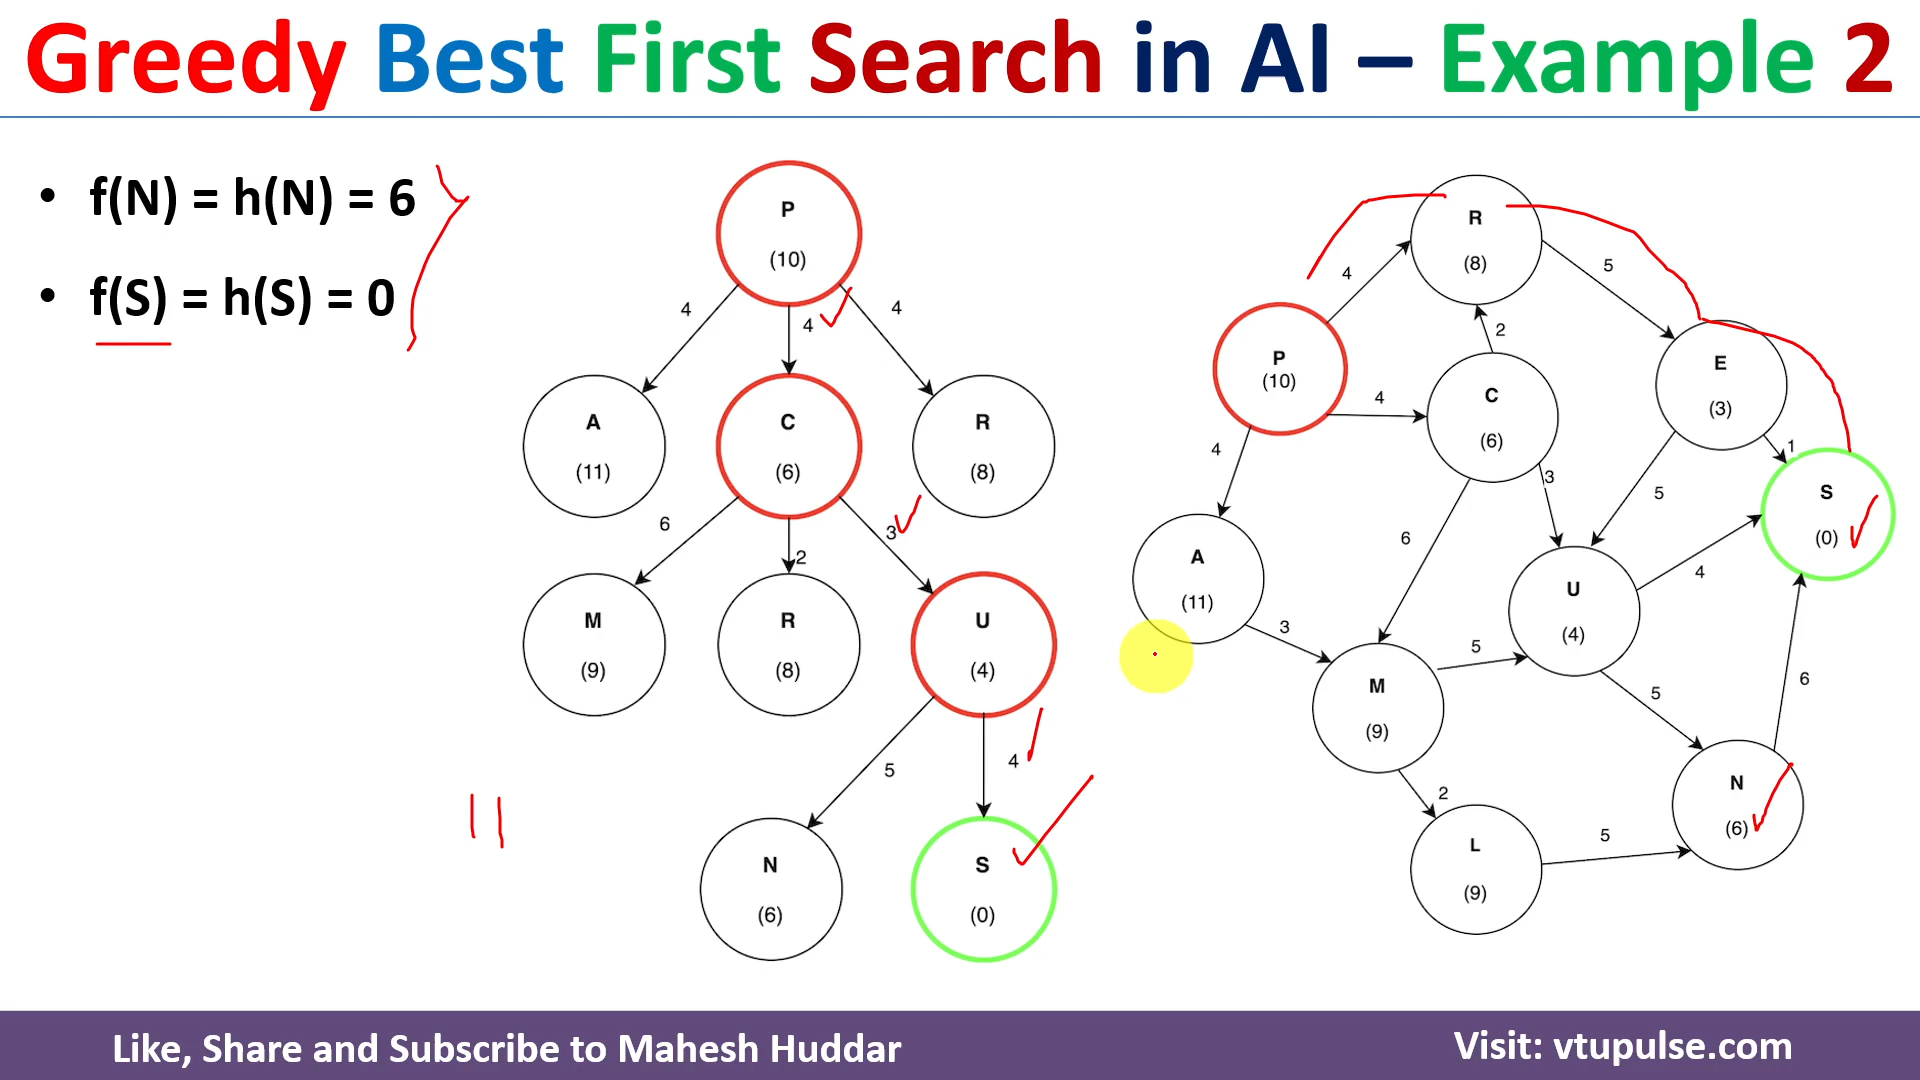 Greedy Best First Search in AI – Example 2
• f(N) = h(N) = 6
• f(S) = h(S) = 0
11
P
(10)
4
4
4
A
(11)
C
(6)
R
(8)
6
2
3
M
(9)
R
(8)
U
(4)
5
4
N
(6)
S
(0)
R
(8)
4
5
P
(10)
2
4
C
(6)
E
(3)
4
3
1
5
S
(0)
A
(11)
6
U
(4)
4
3
5
M
(9)
5
6
2
N
(6)
L
(9)
5
Like, Share and Subscribe to Mahesh Huddar
Visit: vtupulse.com